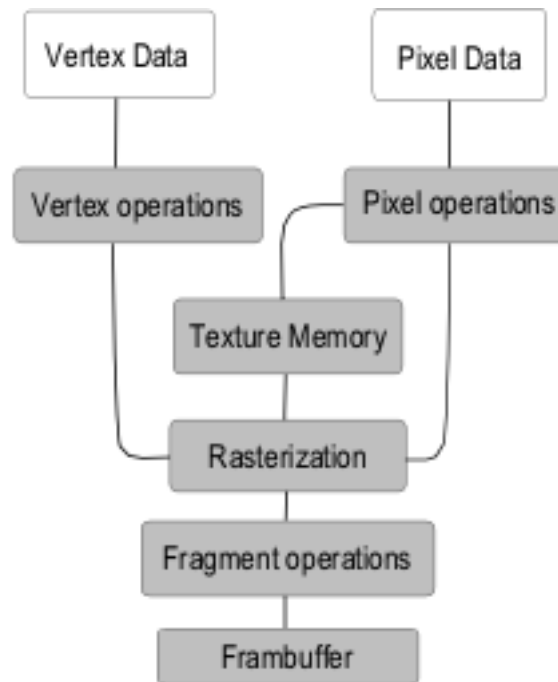 Vertex Data
Pixel Data
Vertex operations
Pixel operations
Texture Memory
Rasterization
Fragment operations
Frambuffer